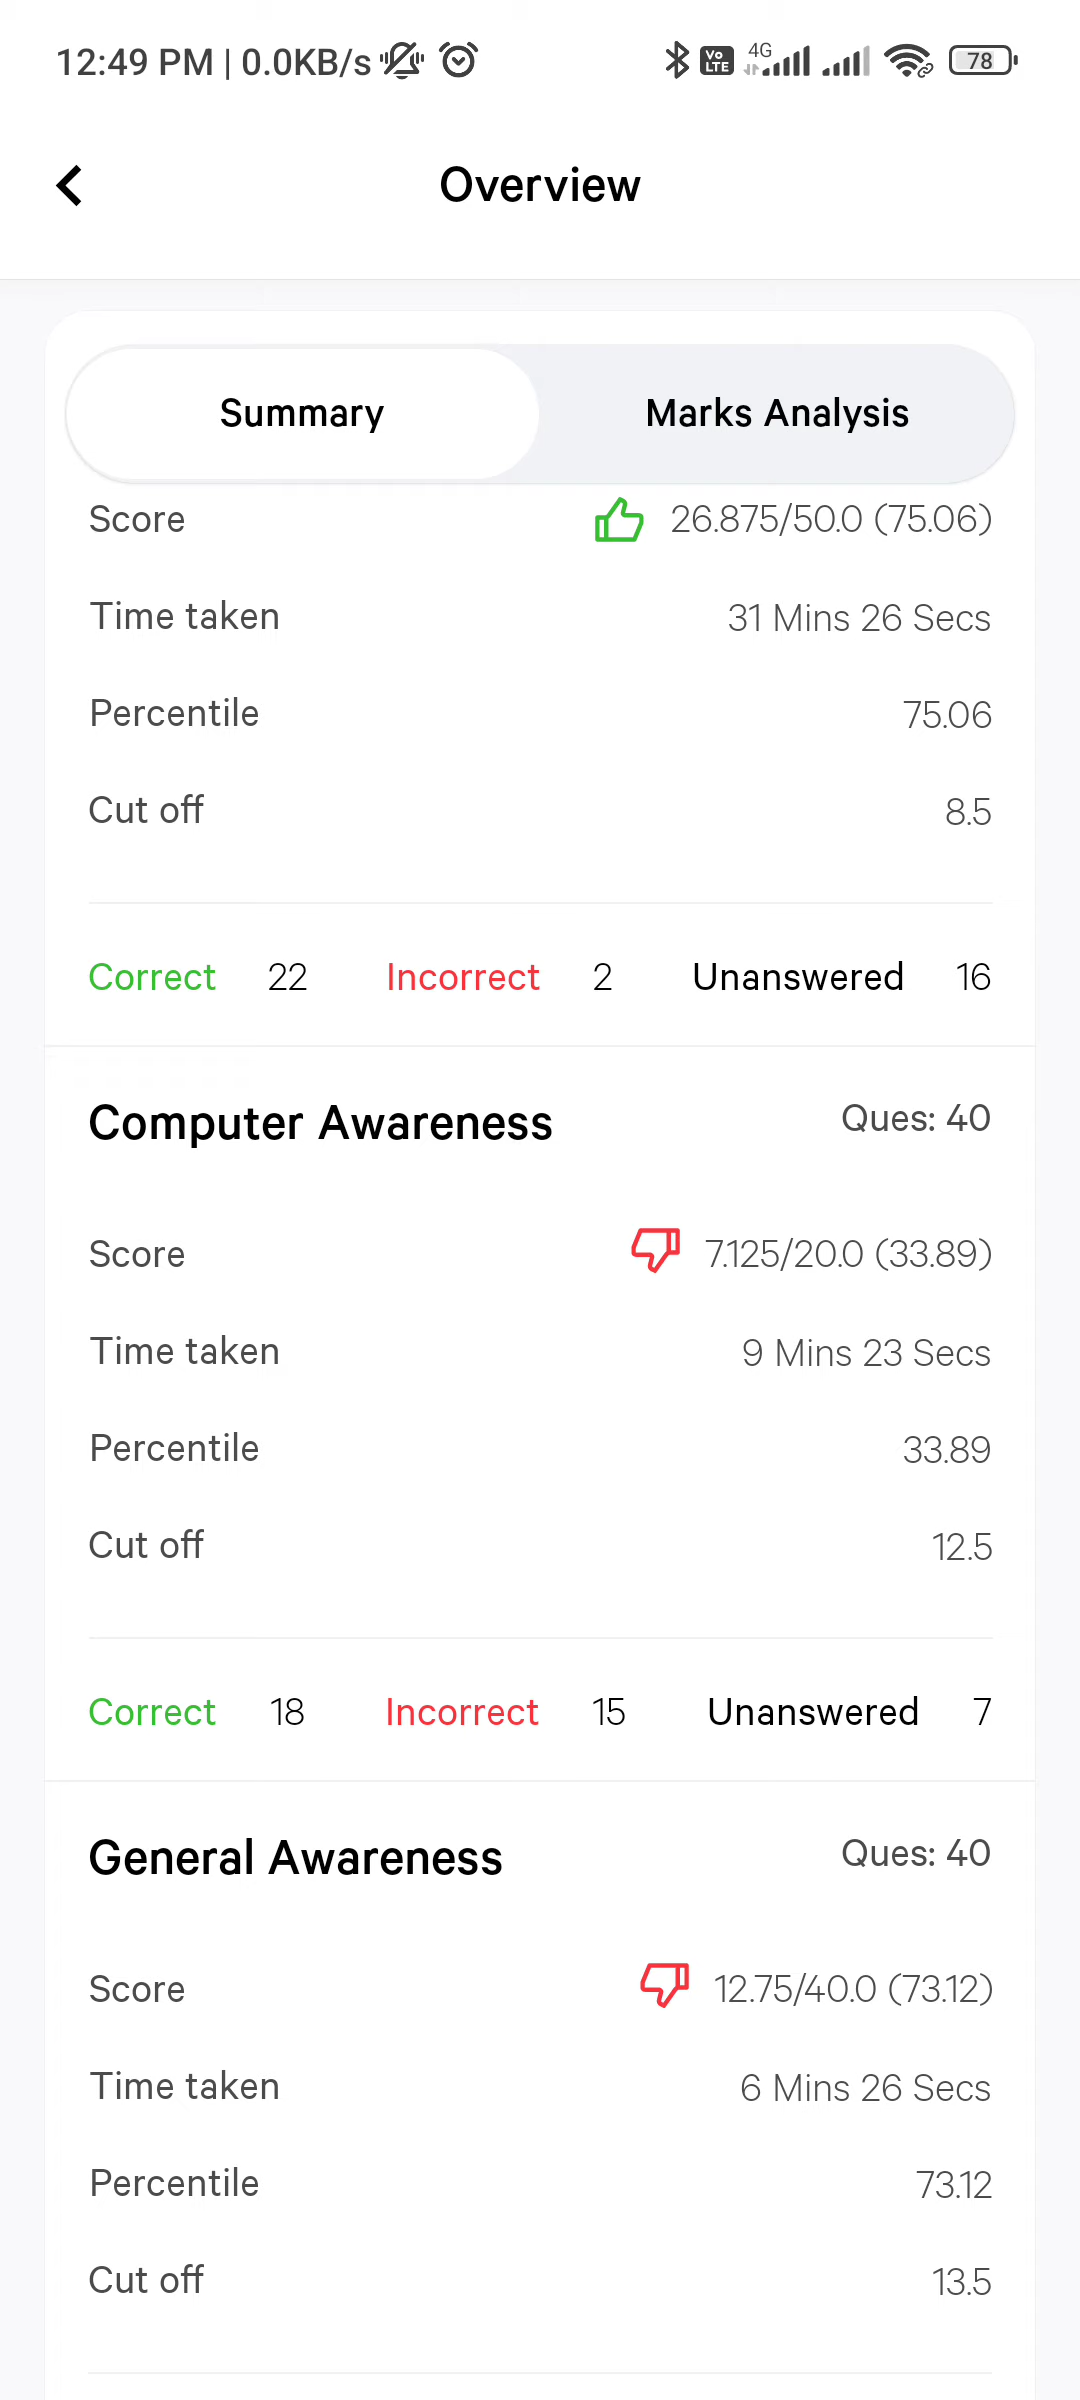 12:49 PM | 0.0KB/s Vo LTE 4G 78
Overview
Summary Marks Analysis
Score 26.875/50.0 (75.06)
Time taken 31 Mins 26 Secs
Percentile 75.06
Cut off 8.5
Correct 22 Incorrect 2 Unanswered 16
Computer Awareness Ques: 40
Score 7.125/20.0 (33.89)
Time taken 9 Mins 23 Secs
Percentile 33.89
Cut off 12.5
Correct 18 Incorrect 15 Unanswered 7
General Awareness Ques: 40
Score 12.75/40.0 (73.12)
Time taken 6 Mins 26 Secs
Percentile 73.12
Cut off 13.5